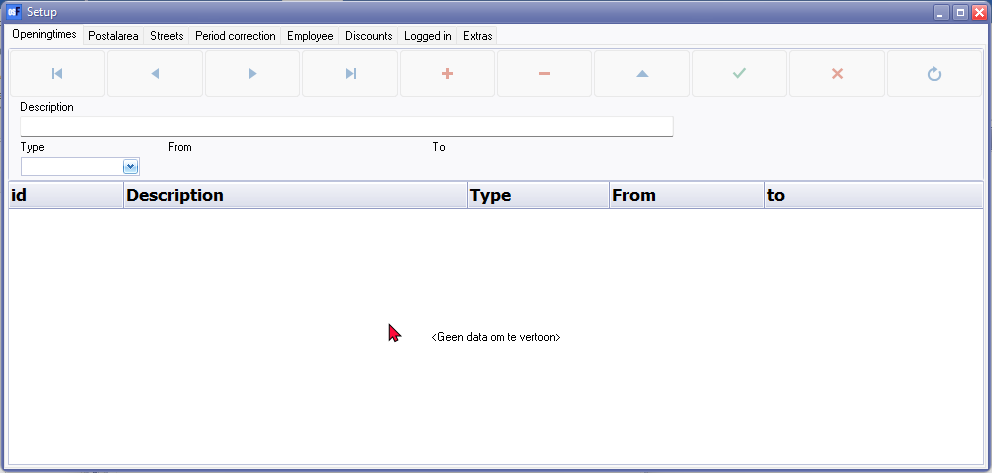 Setup
Openingtimes Postalarea Streets Period correction Employee Discounts Logged in Extras
Description
Type From To
id Description Type From to
<Geen data om te vertoon>